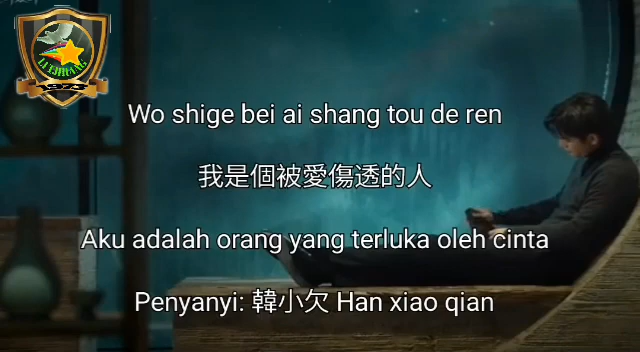 Wo shige bei ai shang tou de ren
我是個被愛傷透的人
Aku adalah orang yang terluka oleh cinta
Penyanyi: 韓小欠 Han xiao qian